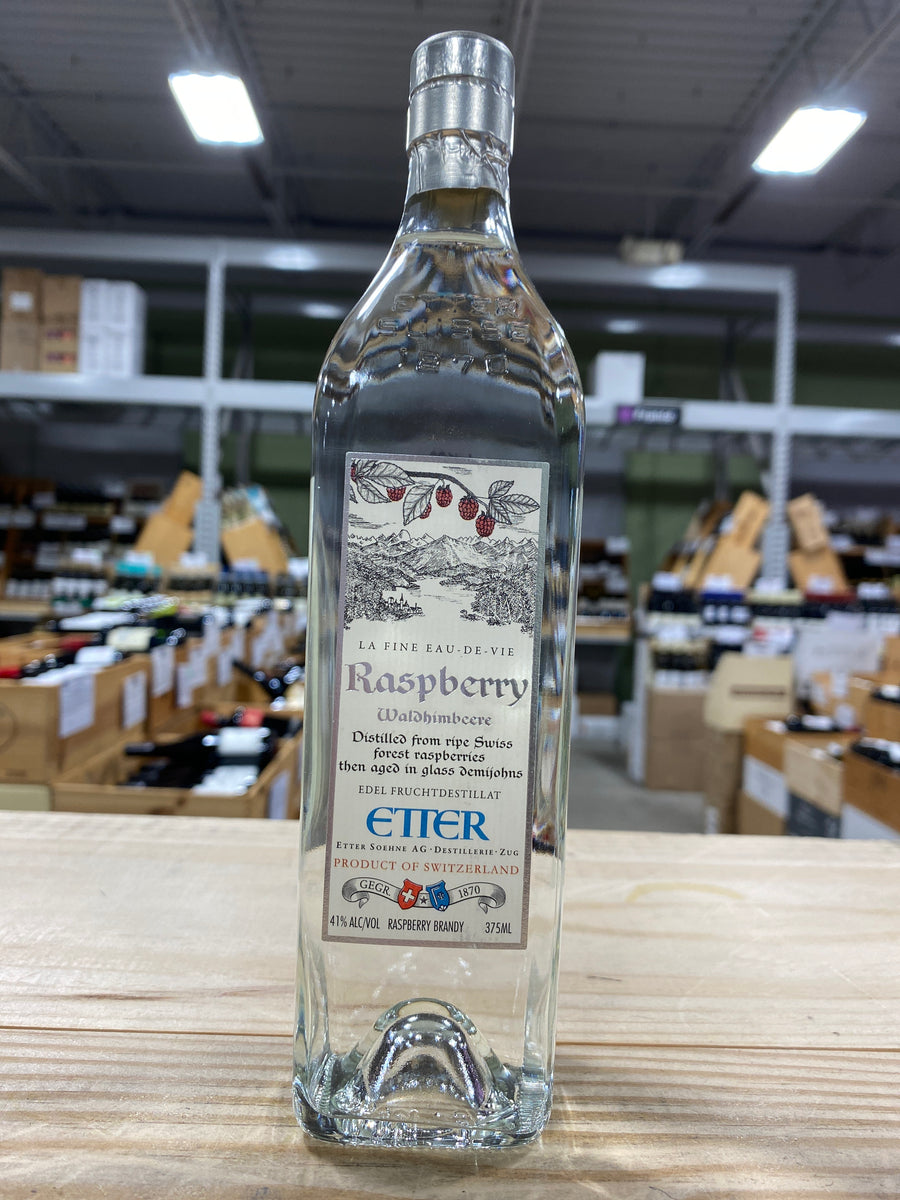 ETTER
SUISSE
1870
France
LA FINE EAU-DE-VIE
Raspberry
Waldhimbeere
Distilled from ripe Swiss
forest raspberries
then aged in glass demijohns
EDEL FRUCHTDESTILLAT
ETTER
ETTER SOEHNE AG · DESTILLERIE · ZUG
PRODUCT OF SWITZERLAND
GEGR. 1870
41% ALC/VOL RASPBERRY BRANDY 375ML